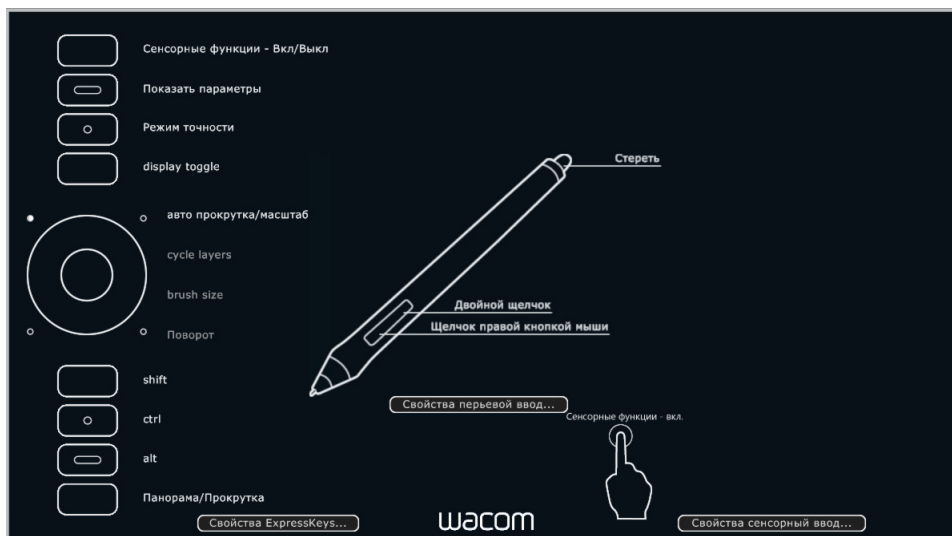 Сенсорные функции - Вкл/Выкл
Показать параметры
Режим точности
display toggle
Стереть
авто прокрутка/масштаб
cycle layers
brush size
Поворот
Двойной щелчок
Щелчок правой кнопкой мыши
shift
ctrl
alt
Панорама/Прокрутка
Свойства перьевой ввод...
Сенсорные функции - вкл.
Свойства ExpressKeys...
wacom
Свойства сенсорный ввод...